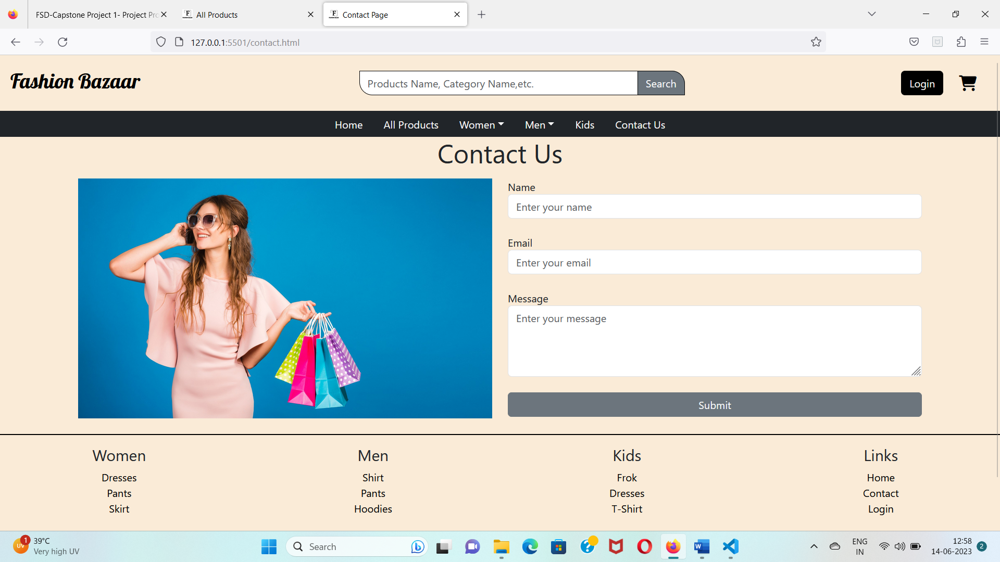 FSD-Capstone Project 1- Project Pro
All Products
Contact Page
127.0.0.1:5501/contact.html
Fashion Bazaar
Products Name, Category Name,etc.
Search
Login
Home
All Products
Women
Men
Kids
Contact Us
Contact Us
Name
Enter your name
Email
Enter your email
Message
Enter your message
Submit
Women
Men
Kids
Links
Dresses
Shirt
Frok
Home
Pants
Pants
Dresses
Contact
Skirt
Hoodies
T-Shirt
Login
UV
1
39°C
Very high UV
Search
ENG
IN
12:58
14-06-2023
2